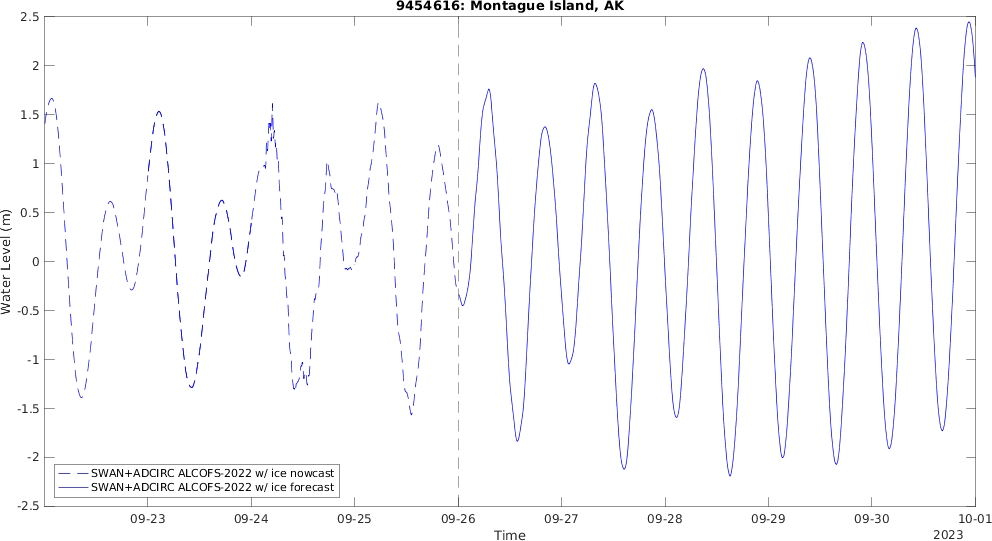 9454616: Montague Island, AK
Water Level (m)
2.5
2
1.5
1
0.5
0
-0.5
-1
-1.5
-2
-2.5
SWAN+ADCIRC ALCOFS-2022 w/ ice nowcast
SWAN+ADCIRC ALCOFS-2022 w/ ice forecast
09-23 09-24 09-25 09-26 09-27 09-28 09-29 09-30 10-01
Time
2023